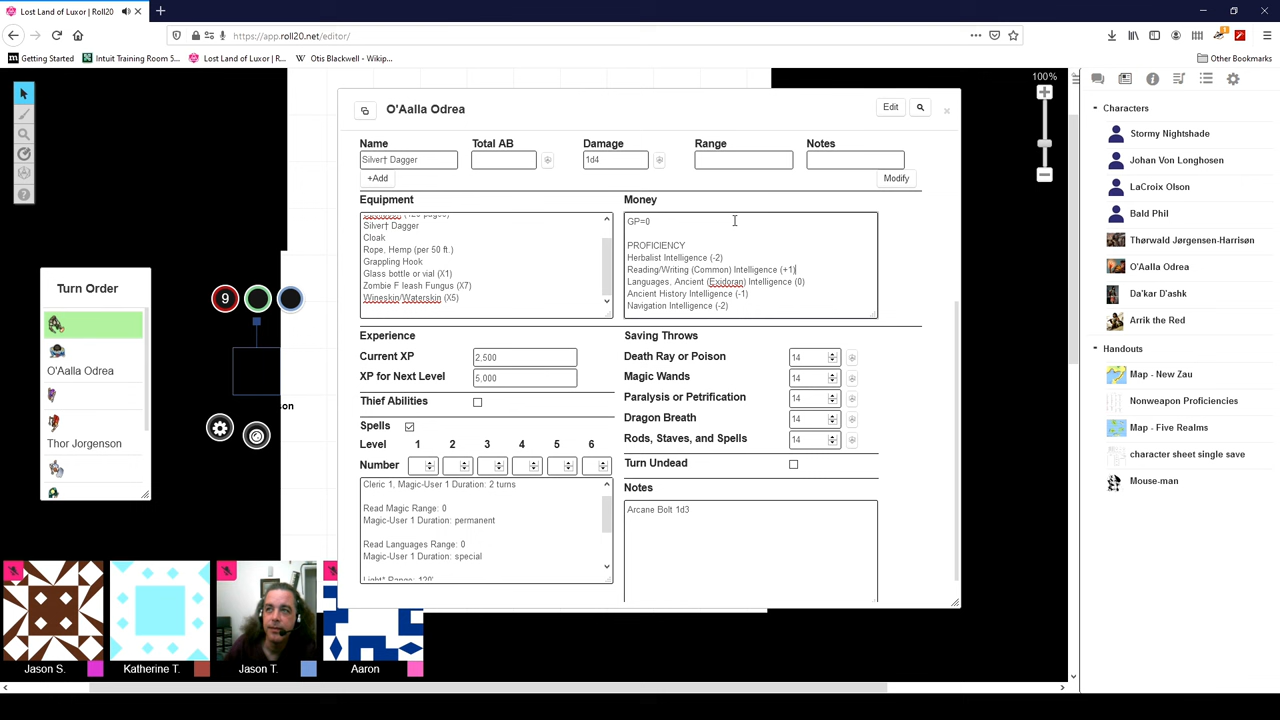 Lost Land of Luxor | Roll20
https://app.roll20.net/editor/
Getting Started
Intuit Training Room 5...
Lost Land of Luxor | R...
W Otis Blackwell - Wikip...
Other Bookmarks
100%
O'Aalla Odrea
Edit
Name Total AB Damage Range Notes
Silver† Dagger 1d4
+Add Modify
Equipment
Silver† Dagger
Cloak
Rope, Hemp (per 50 ft.)
Grappling Hook
Glass bottle or vial (X1)
Zombie F leash Fungus (X7)
Wineskin/Waterskin (X5)
Money
GP=0
PROFICIENCY
Herbalist Intelligence (-2)
Reading/Writing (Common) Intelligence (+1)
Languages, Ancient (Exidoran) Intelligence (0)
Ancient History Intelligence (-1)
Navigation Intelligence (-2)
Experience
Current XP 2,500
XP for Next Level 5,000
Thief Abilities
Spells
Level 1 2 3 4 5 6
Number
Cleric 1, Magic-User 1 Duration: 2 turns
Read Magic Range: 0
Magic-User 1 Duration: permanent
Read Languages Range: 0
Magic-User 1 Duration: special
Light* Range: 120'
Saving Throws
Death Ray or Poison 14
Magic Wands 14
Paralysis or Petrification 14
Dragon Breath 14
Rods, Staves, and Spells 14
Turn Undead
Notes
Arcane Bolt 1d3
Turn Order
O'Aalla Odrea
Thor Jorgenson
9
son
Jason S.
Katherine T.
Jason T.
Aaron
Characters
Stormy Nightshade
Johan Von Longhosen
LaCroix Olson
Bald Phil
Thørwald Jørgensen-Harrisøn
O'Aalla Odrea
Da'kar D'ashk
Arrik the Red
Handouts
Map - New Zau
Nonweapon Proficiencies
Map - Five Realms
character sheet single save
Mouse-man